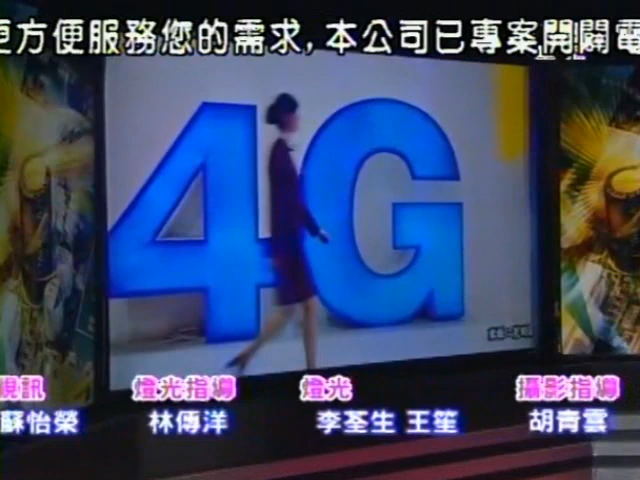 更方便服務您的需求,本公司已專案開闢電
4G
視訊 燈光指導 燈光 攝影指導
蘇怡榮 林傳洋 李荃生 王笙 胡青雲